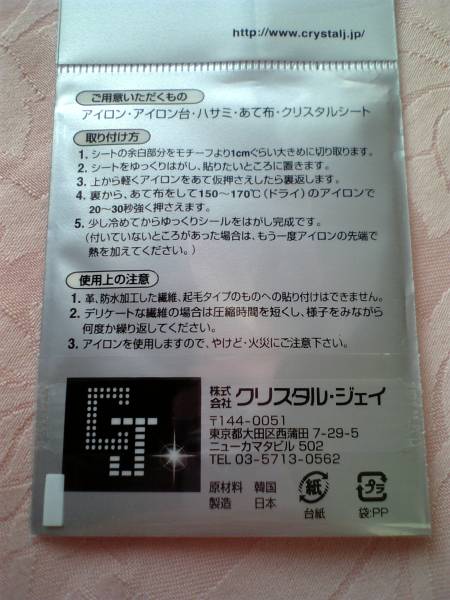 http://www.crystalj.jp/
ご用意いただくもの
アイロン・アイロン台・ハサミ・あて布・クリスタルシート
取り付け方
1. シートの余白部分をモチーフより1cmぐらい大きめに切り取ります。
2. シートをゆっくりはがし、貼りたいところに置きます。
3. 上から軽くアイロンをあて仮押さえしたら裏返します。
4. 裏から、あて布をして150〜170℃(ドライ)のアイロンで
20〜30秒強く押さえます。
5. 少し冷めてからゆっくりシールをはがし完成です。
(付いていないところがあった場合は、もう一度アイロンの先端で
熱を加えてください。)
使用上の注意
1. 革、防水加工した繊維、起毛タイプのものへの貼り付けはできません。
2. デリケートな繊維の場合は圧縮時間を短くし、様子をみながら
何度か繰り返してください。
3. アイロンを使用しますので、やけど・火災にご注意下さい。
CJ
株式会社 クリスタル・ジェイ
〒144-0051
東京都大田区西蒲田 7-29-5
ニューカマタビル 502
TEL 03-5713-0562
原材料 韓国
製造 日本
紙
台紙
プラ
袋:PP